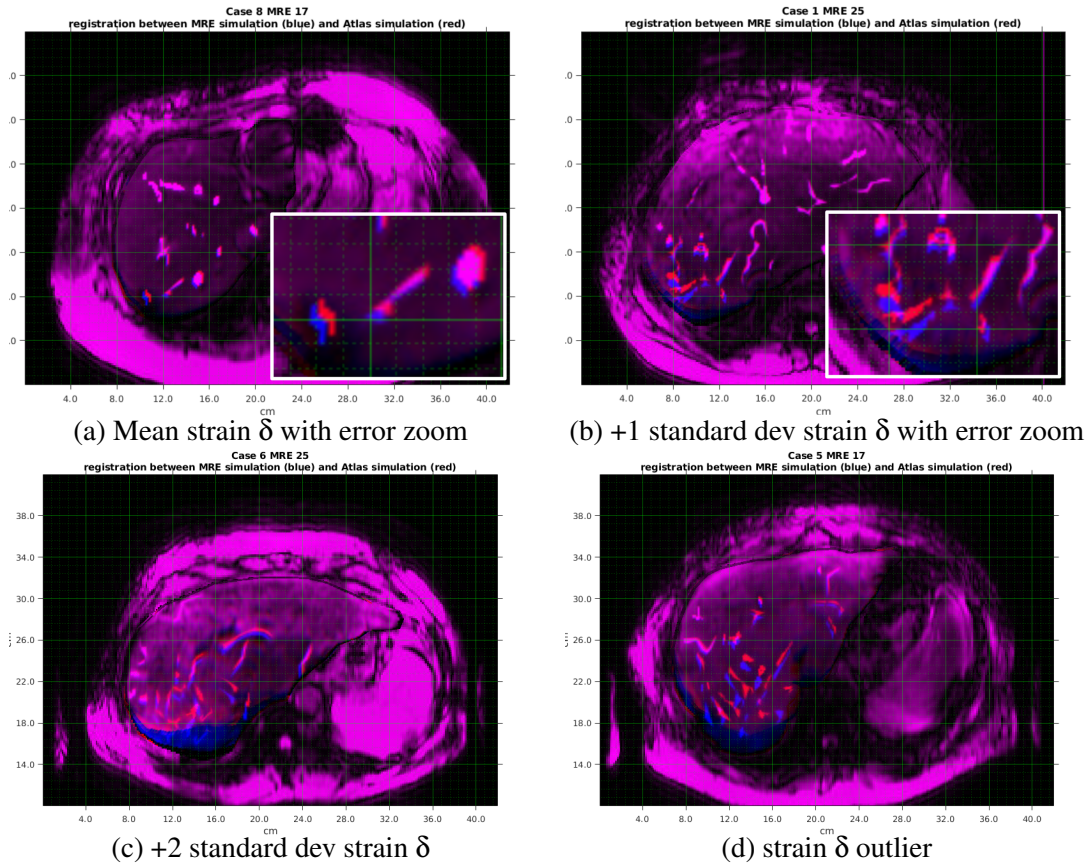 Case 8 MRE 17
registration between MRE simulation (blue) and Atlas simulation (red)
.0
.0
.0
.0
.0
.0
.0
4.0 8.0 12.0 16.0 20.0 24.0 28.0 32.0 36.0 40.0
cm
(a) Mean strain δ with error zoom
Case 1 MRE 25
registration between MRE simulation (blue) and Atlas simulation (red)
.0
.0
.0
.0
.0
.0
.0
4.0 8.0 12.0 16.0 20.0 24.0 28.0 32.0 36.0 40.0
cm
(b) +1 standard dev strain δ with error zoom
Case 6 MRE 25
registration between MRE simulation (blue) and Atlas simulation (red)
38.0
34.0
30.0
26.0
22.0
18.0
14.0
4.0 8.0 12.0 16.0 20.0 24.0 28.0 32.0 36.0 40.0
cm
(c) +2 standard dev strain δ
Case 5 MRE 17
registration between MRE simulation (blue) and Atlas simulation (red)
38.0
34.0
30.0
26.0
22.0
18.0
14.0
4.0 8.0 12.0 16.0 20.0 24.0 28.0 32.0 36.0 40.0
cm
(d) strain δ outlier